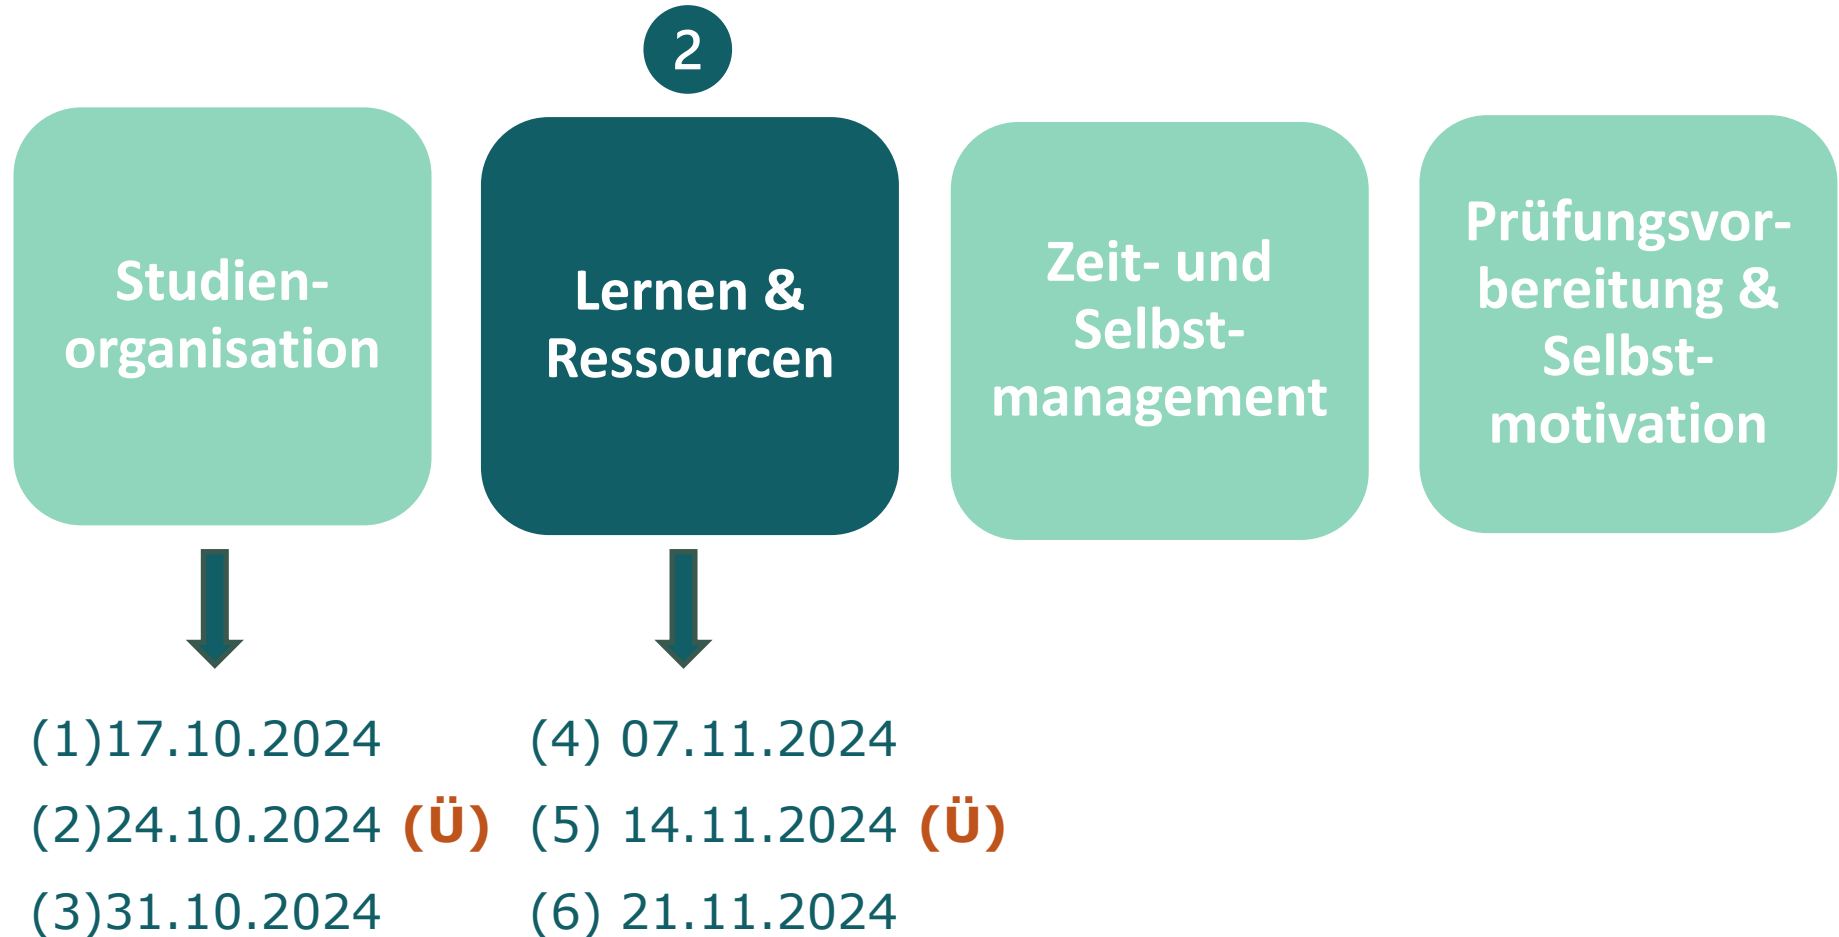 2
Studien-
organisation
Lernen &
Ressourcen
Zeit- und
Selbst-
management
Prüfungsvor-
bereitung &
Selbst-
motivation
(1)17.10.2024
(2)24.10.2024 (Ü)
(3)31.10.2024
(4) 07.11.2024
(5) 14.11.2024 (Ü)
(6) 21.11.2024